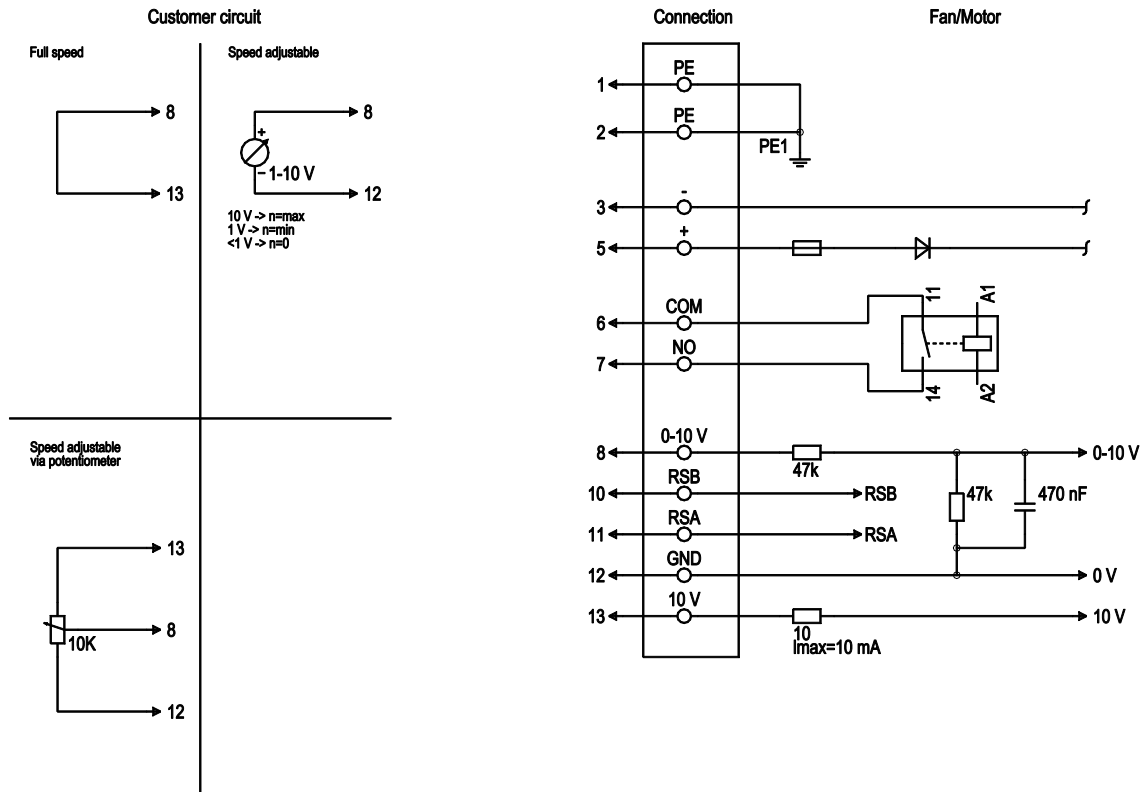 Customer circuit
Full speed
8
13
Speed adjustable
8
+
– 1-10 V
12
10 V -> n=max
1 V -> n=min
<1 V -> n=0
Speed adjustable
via potentiometer
13
8
10K
12
Connection
Fan/Motor
1
PE
2
PE
PE1
3
-
5
+
6
COM
11
A1
7
NO
14
A2
8
0-10 V
47k
0-10 V
10
RSB
RSB
47k
470 nF
11
RSA
RSA
12
GND
0 V
13
10 V
10
Imax=10 mA
10 V